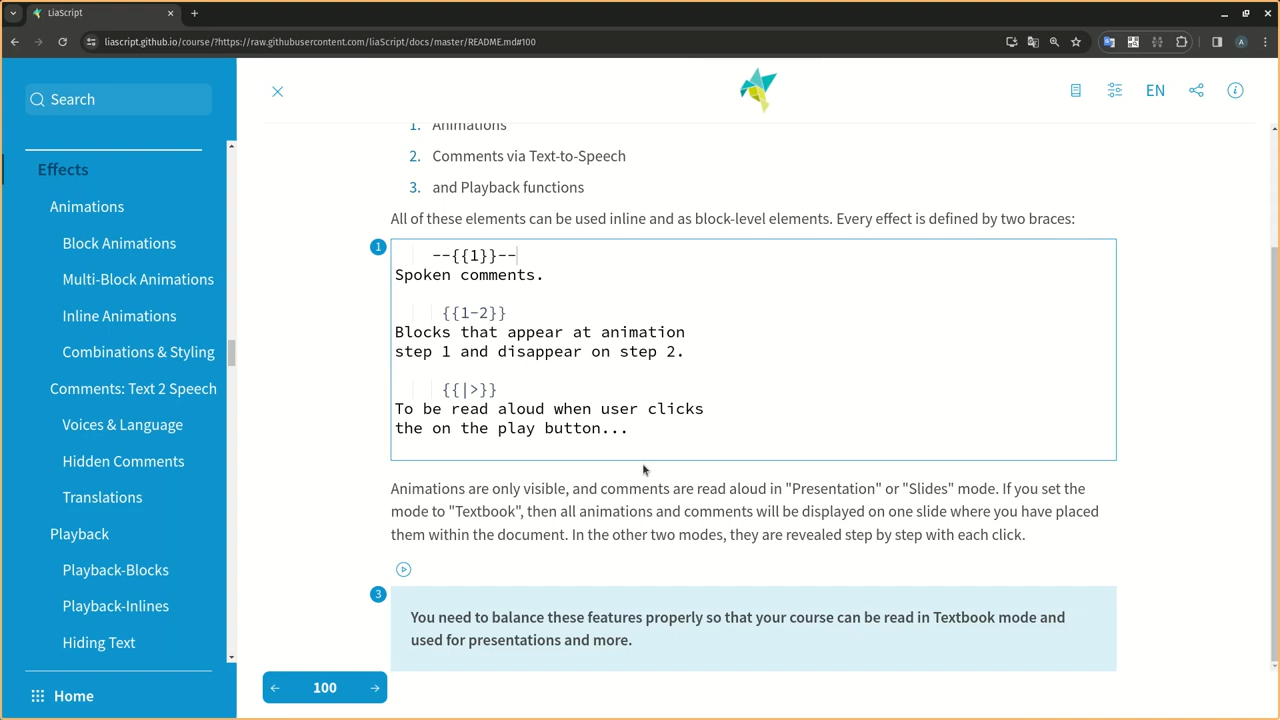 LiaScript
liascript.github.io/course/?https://raw.githubusercontent.com/liaScript/docs/master/README.md#100
A
Search
EN
Effects
Animations
Block Animations
Multi-Block Animations
Inline Animations
Combinations & Styling
Comments: Text 2 Speech
Voices & Language
Hidden Comments
Translations
Playback
Playback-Blocks
Playback-Inlines
Hiding Text
Home
1. Animations
2. Comments via Text-to-Speech
3. and Playback functions
All of these elements can be used inline and as block-level elements. Every effect is defined by two braces:
1
--{{1}}--
Spoken comments.
{{1-2}}
Blocks that appear at animation
step 1 and disappear on step 2.
{{|>}}
To be read aloud when user clicks
the on the play button...
Animations are only visible, and comments are read aloud in "Presentation" or "Slides" mode. If you set the
mode to "Textbook", then all animations and comments will be displayed on one slide where you have placed
them within the document. In the other two modes, they are revealed step by step with each click.
3
You need to balance these features properly so that your course can be read in Textbook mode and
used for presentations and more.
100